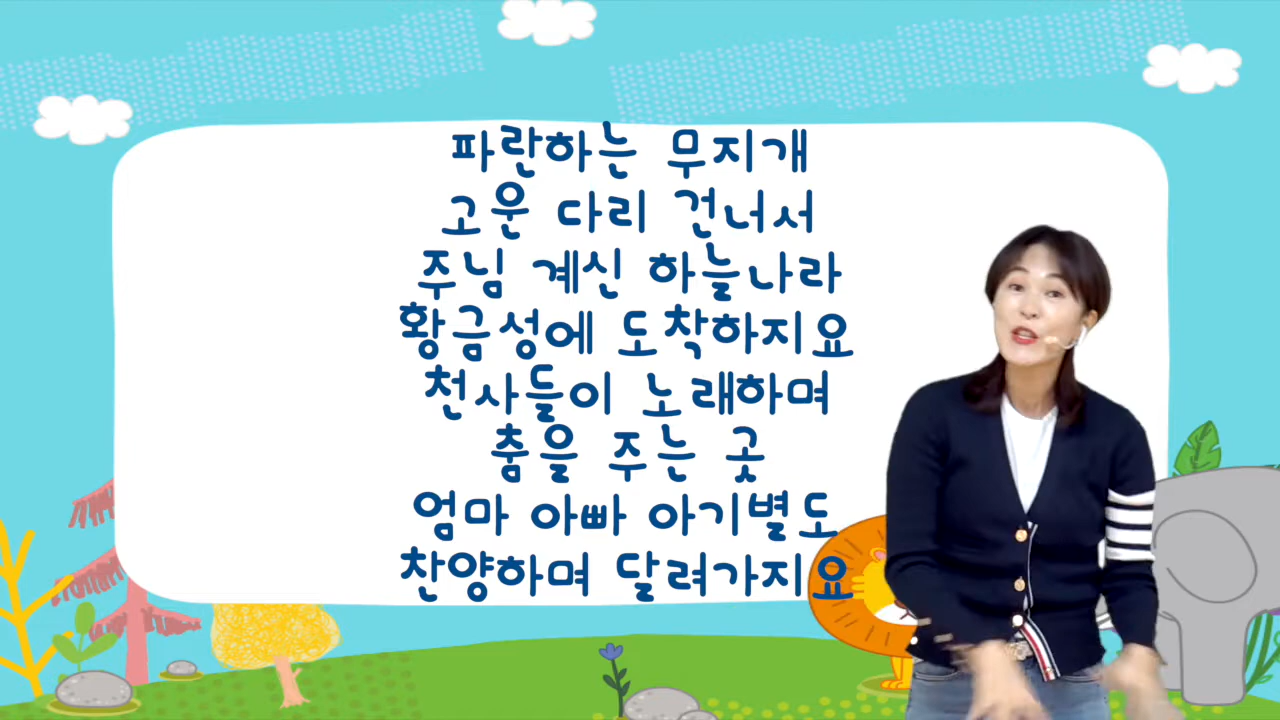 파란하는 무지개
고운 다리 건너서
주님 계신 하늘나라
황금성에 도착하지요
천사들이 노래하며
춤을 주는 곳
엄마 아빠 아기별도
찬양하며 달려가지요